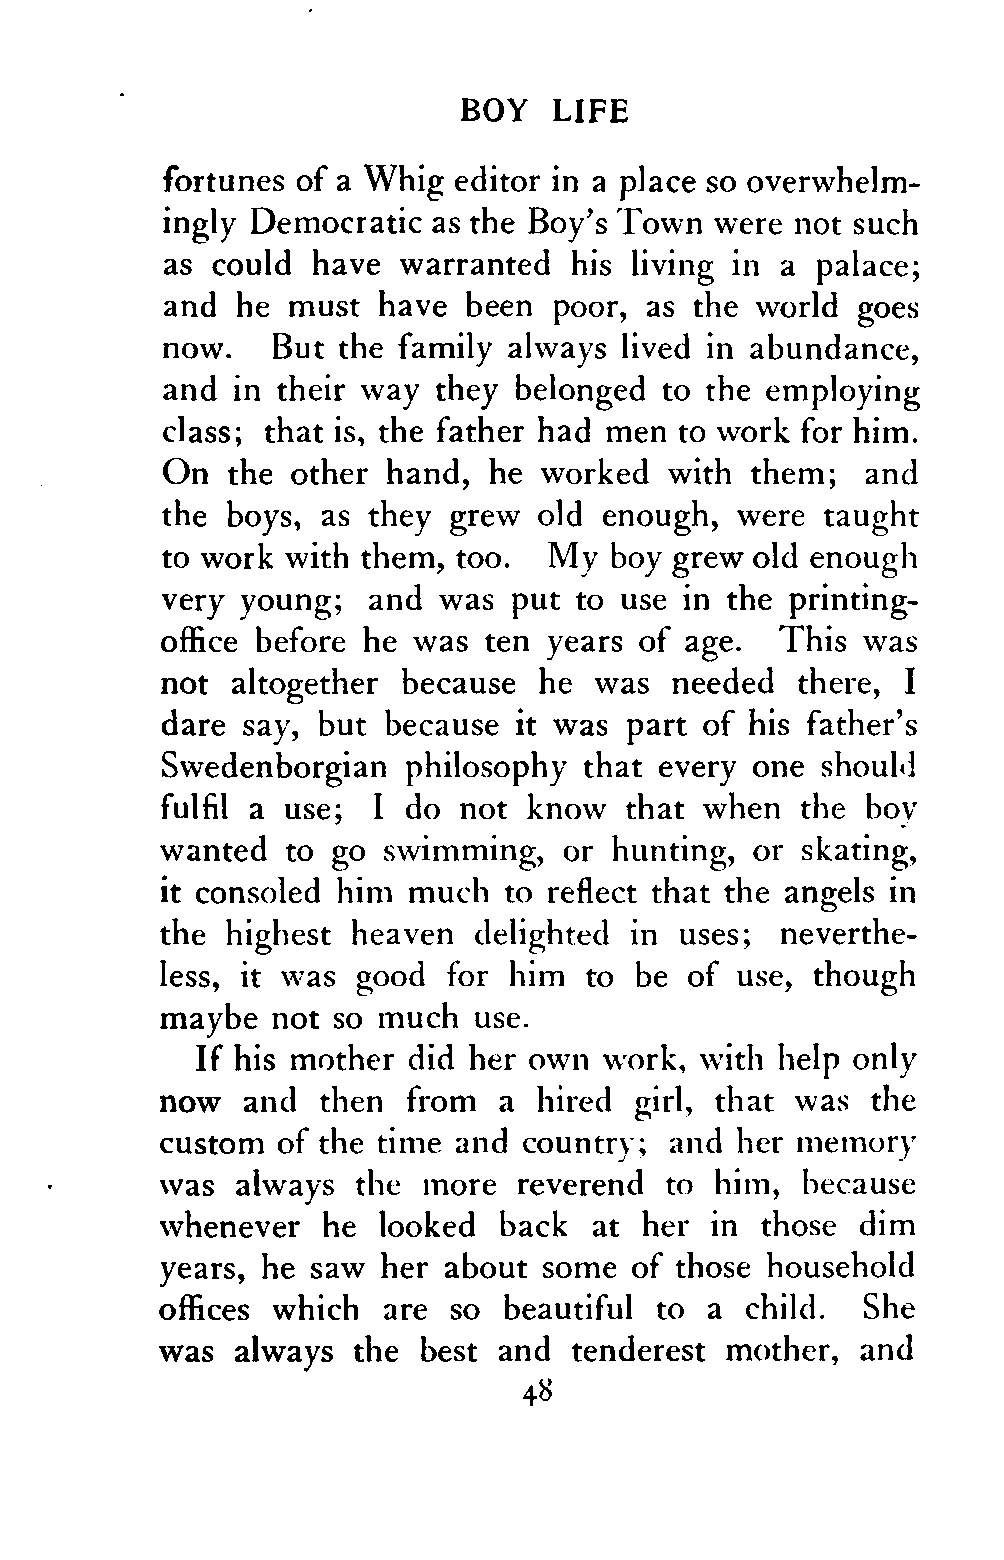 BOY LIFE
fortunes of a Whig editor in a place so overwhelm-
ingly Democratic as the Boy's Town were not such
as could have warranted his living in a palace;
and he must have been poor, as the world goes
now. But the family always lived in abundance,
and in their way they belonged to the employing
class; that is, the father had men to work for him.
On the other hand, he worked with them; and
the boys, as they grew old enough, were taught
to work with them, too. My boy grew old enough
very young; and was put to use in the printing-
office before he was ten years of age. This was
not altogether because he was needed there, I
dare say, but because it was part of his father's
Swedenborgian philosophy that every one should
fulfil a use; I do not know that when the boy
wanted to go swimming, or hunting, or skating,
it consoled him much to reflect that the angels in
the highest heaven delighted in uses; neverthe-
less, it was good for him to be of use, though
maybe not so much use.
If his mother did her own work, with help only
now and then from a hired girl, that was the
custom of the time and country; and her memory
was always the more reverend to him, because
whenever he looked back at her in those dim
years, he saw her about some of those household
offices which are so beautiful to a child. She
was always the best and tenderest mother, and
48